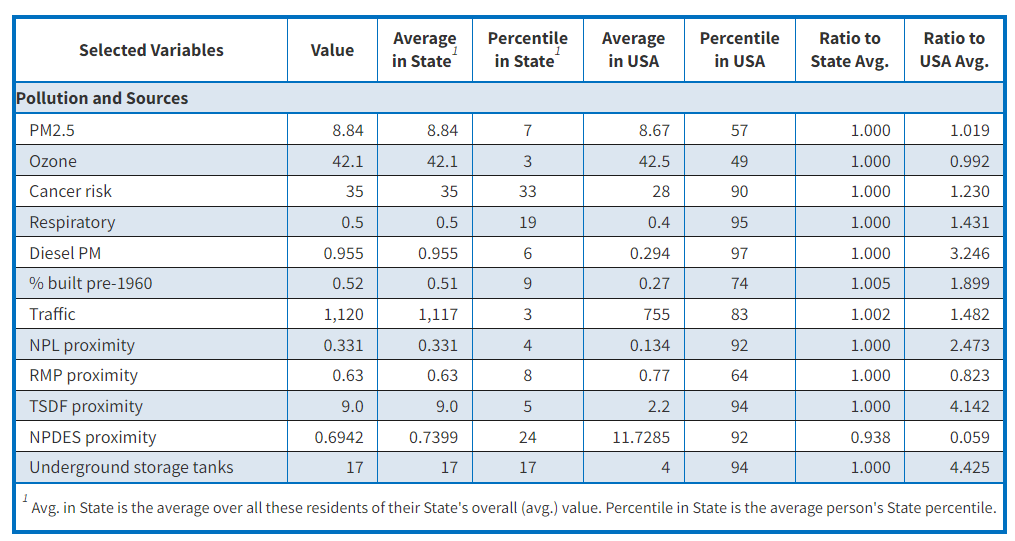 Selected Variables Value Average in State1 Percentile in State1 Average in USA Percentile in USA Ratio to State Avg. Ratio to USA Avg.
Pollution and Sources
PM2.5 8.84 8.84 7 8.67 57 1.000 1.019
Ozone 42.1 42.1 3 42.5 49 1.000 0.992
Cancer risk 35 35 33 28 90 1.000 1.230
Respiratory 0.5 0.5 19 0.4 95 1.000 1.431
Diesel PM 0.955 0.955 6 0.294 97 1.000 3.246
% built pre-1960 0.52 0.51 9 0.27 74 1.005 1.899
Traffic 1,120 1,117 3 755 83 1.002 1.482
NPL proximity 0.331 0.331 4 0.134 92 1.000 2.473
RMP proximity 0.63 0.63 8 0.77 64 1.000 0.823
TSDF proximity 9.0 9.0 5 2.2 94 1.000 4.142
NPDES proximity 0.6942 0.7399 24 11.7285 92 0.938 0.059
Underground storage tanks 17 17 17 4 94 1.000 4.425
1 Avg. in State is the average over all these residents of their State's overall (avg.) value. Percentile in State is the average person's State percentile.